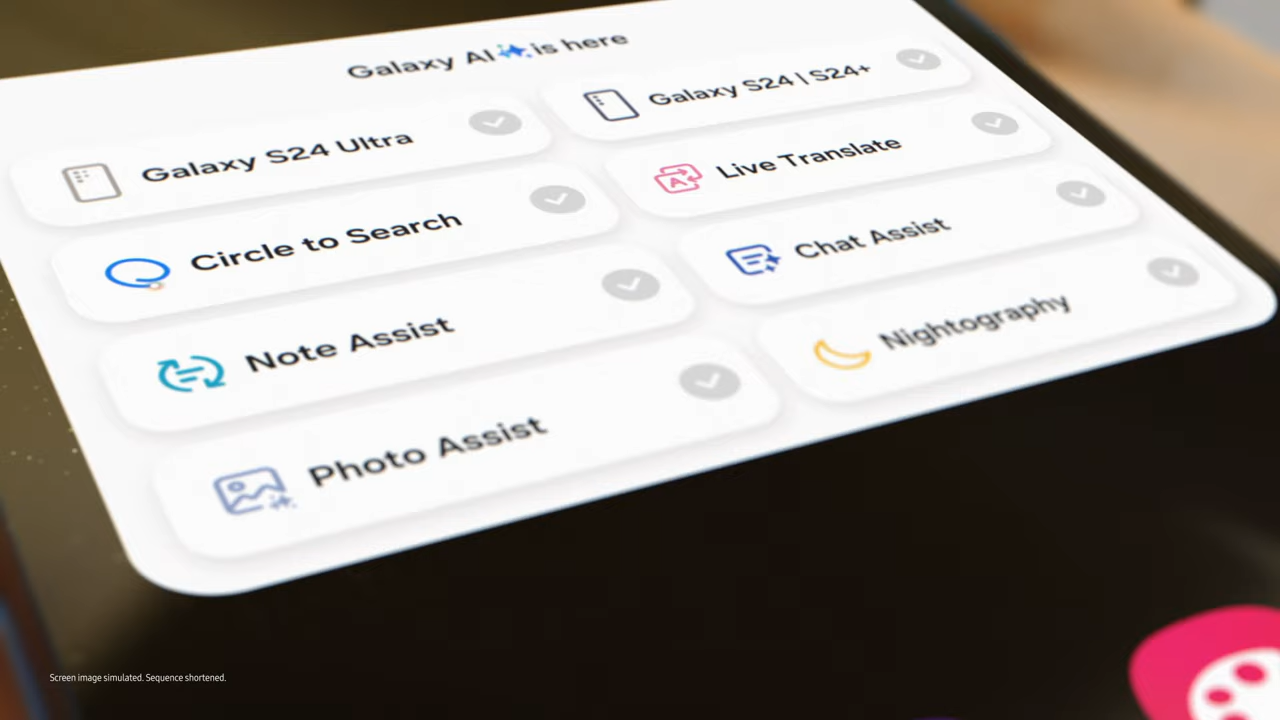 Galaxy AI is here
Galaxy S24 Ultra
Galaxy S24 | S24+
Circle to Search
Live Translate
Note Assist
Chat Assist
Photo Assist
Nightography
Screen image simulated. Sequence shortened.